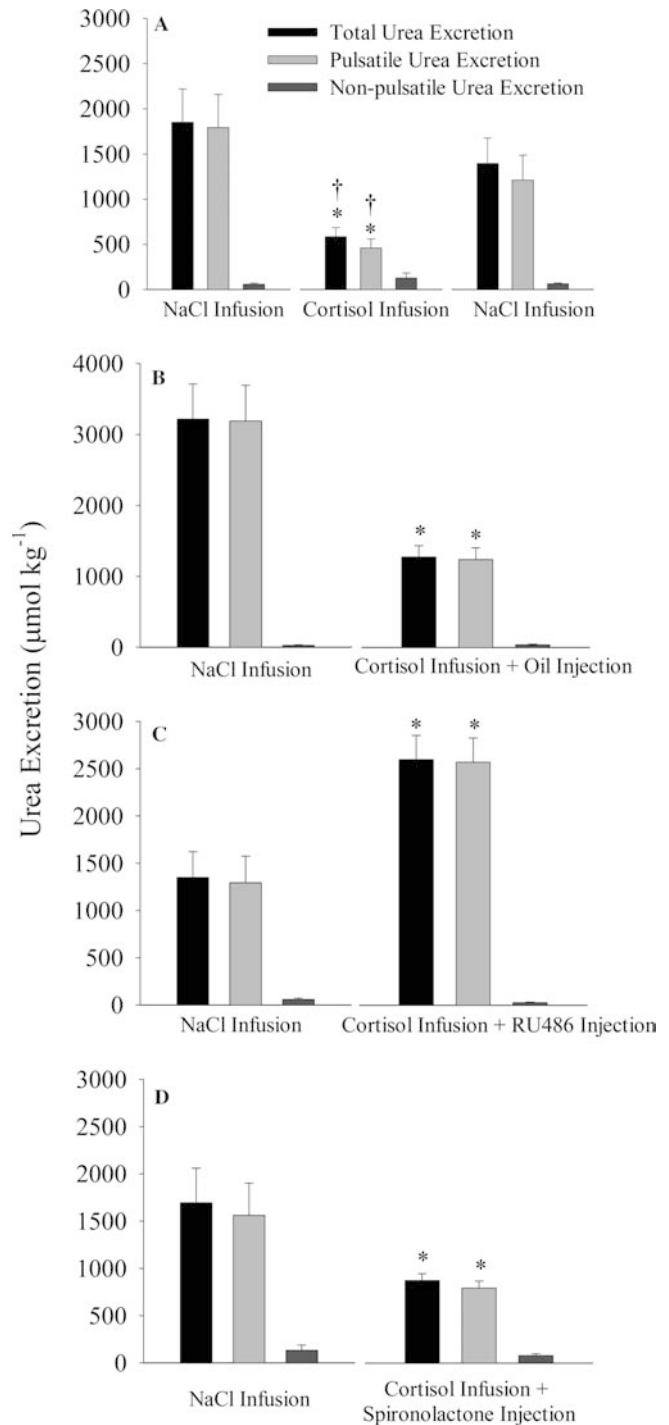 Urea Excretion (µmol kg⁻¹)
A
Total Urea Excretion
Pulsatile Urea Excretion
Non-pulsatile Urea Excretion
3000
2500
2000
1500
1000
500
0
† †
* *
NaCl Infusion Cortisol Infusion NaCl Infusion
B
4000
3000
2000
1000
0
* *
NaCl Infusion Cortisol Infusion + Oil Injection
C
3000
2500
2000
1500
1000
500
0
* *
NaCl Infusion Cortisol Infusion + RU486 Injection
D
3000
2500
2000
1500
1000
500
0
* *
NaCl Infusion
Cortisol Infusion +
Spironolactone Injection